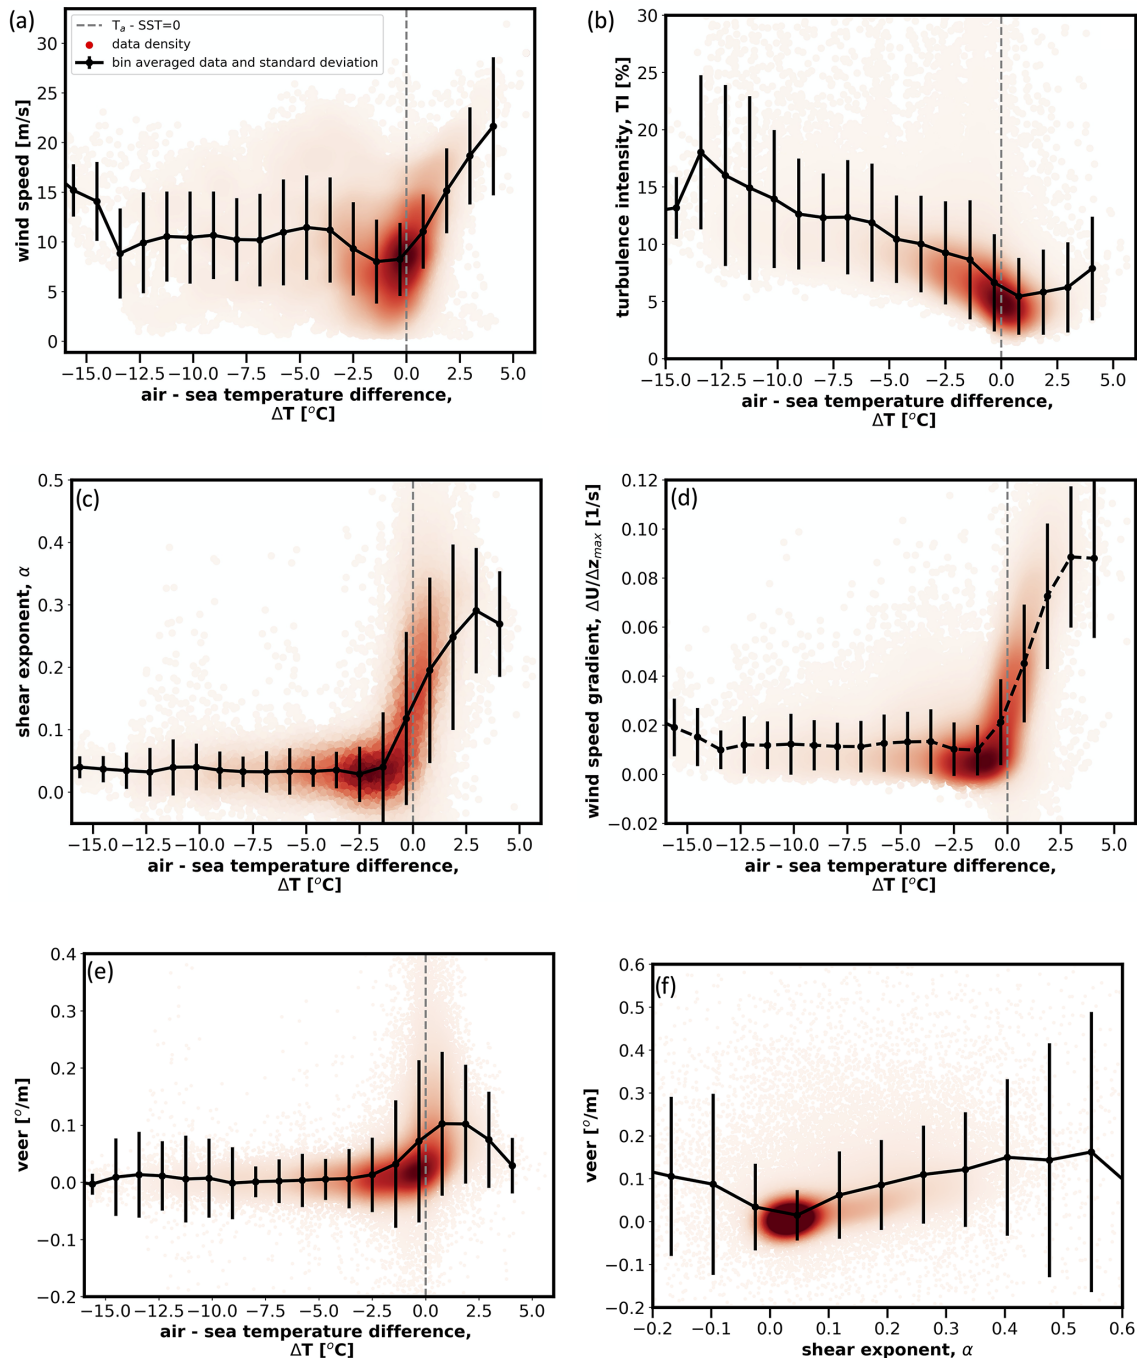 (a)
T_a - SST=0
data density
bin averaged data and standard deviation
30
25
20
15
10
5
0
wind speed [m/s]
−15.0 −12.5 −10.0 −7.5 −5.0 −2.5 0.0 2.5 5.0
air - sea temperature difference,
ΔT [°C]
(b)
30
25
20
15
10
5
0
turbulence intensity, TI [%]
−15.0 −12.5 −10.0 −7.5 −5.0 −2.5 0.0 2.5 5.0
air - sea temperature difference,
ΔT [°C]
(c)
0.5
0.4
0.3
0.2
0.1
0.0
shear exponent, α
−15.0 −12.5 −10.0 −7.5 −5.0 −2.5 0.0 2.5 5.0
air - sea temperature difference,
ΔT [°C]
(d)
0.12
0.10
0.08
0.06
0.04
0.02
0.00
−0.02
wind speed gradient, ΔU/Δz_max [1/s]
−15.0 −12.5 −10.0 −7.5 −5.0 −2.5 0.0 2.5 5.0
air - sea temperature difference,
ΔT [°C]
(e)
0.4
0.3
0.2
0.1
0.0
−0.1
−0.2
veer [°/m]
−15.0 −12.5 −10.0 −7.5 −5.0 −2.5 0.0 2.5 5.0
air - sea temperature difference,
ΔT [°C]
(f)
0.6
0.5
0.4
0.3
0.2
0.1
0.0
−0.1
−0.2
veer [°/m]
−0.2 −0.1 0.0 0.1 0.2 0.3 0.4 0.5 0.6
shear exponent, α